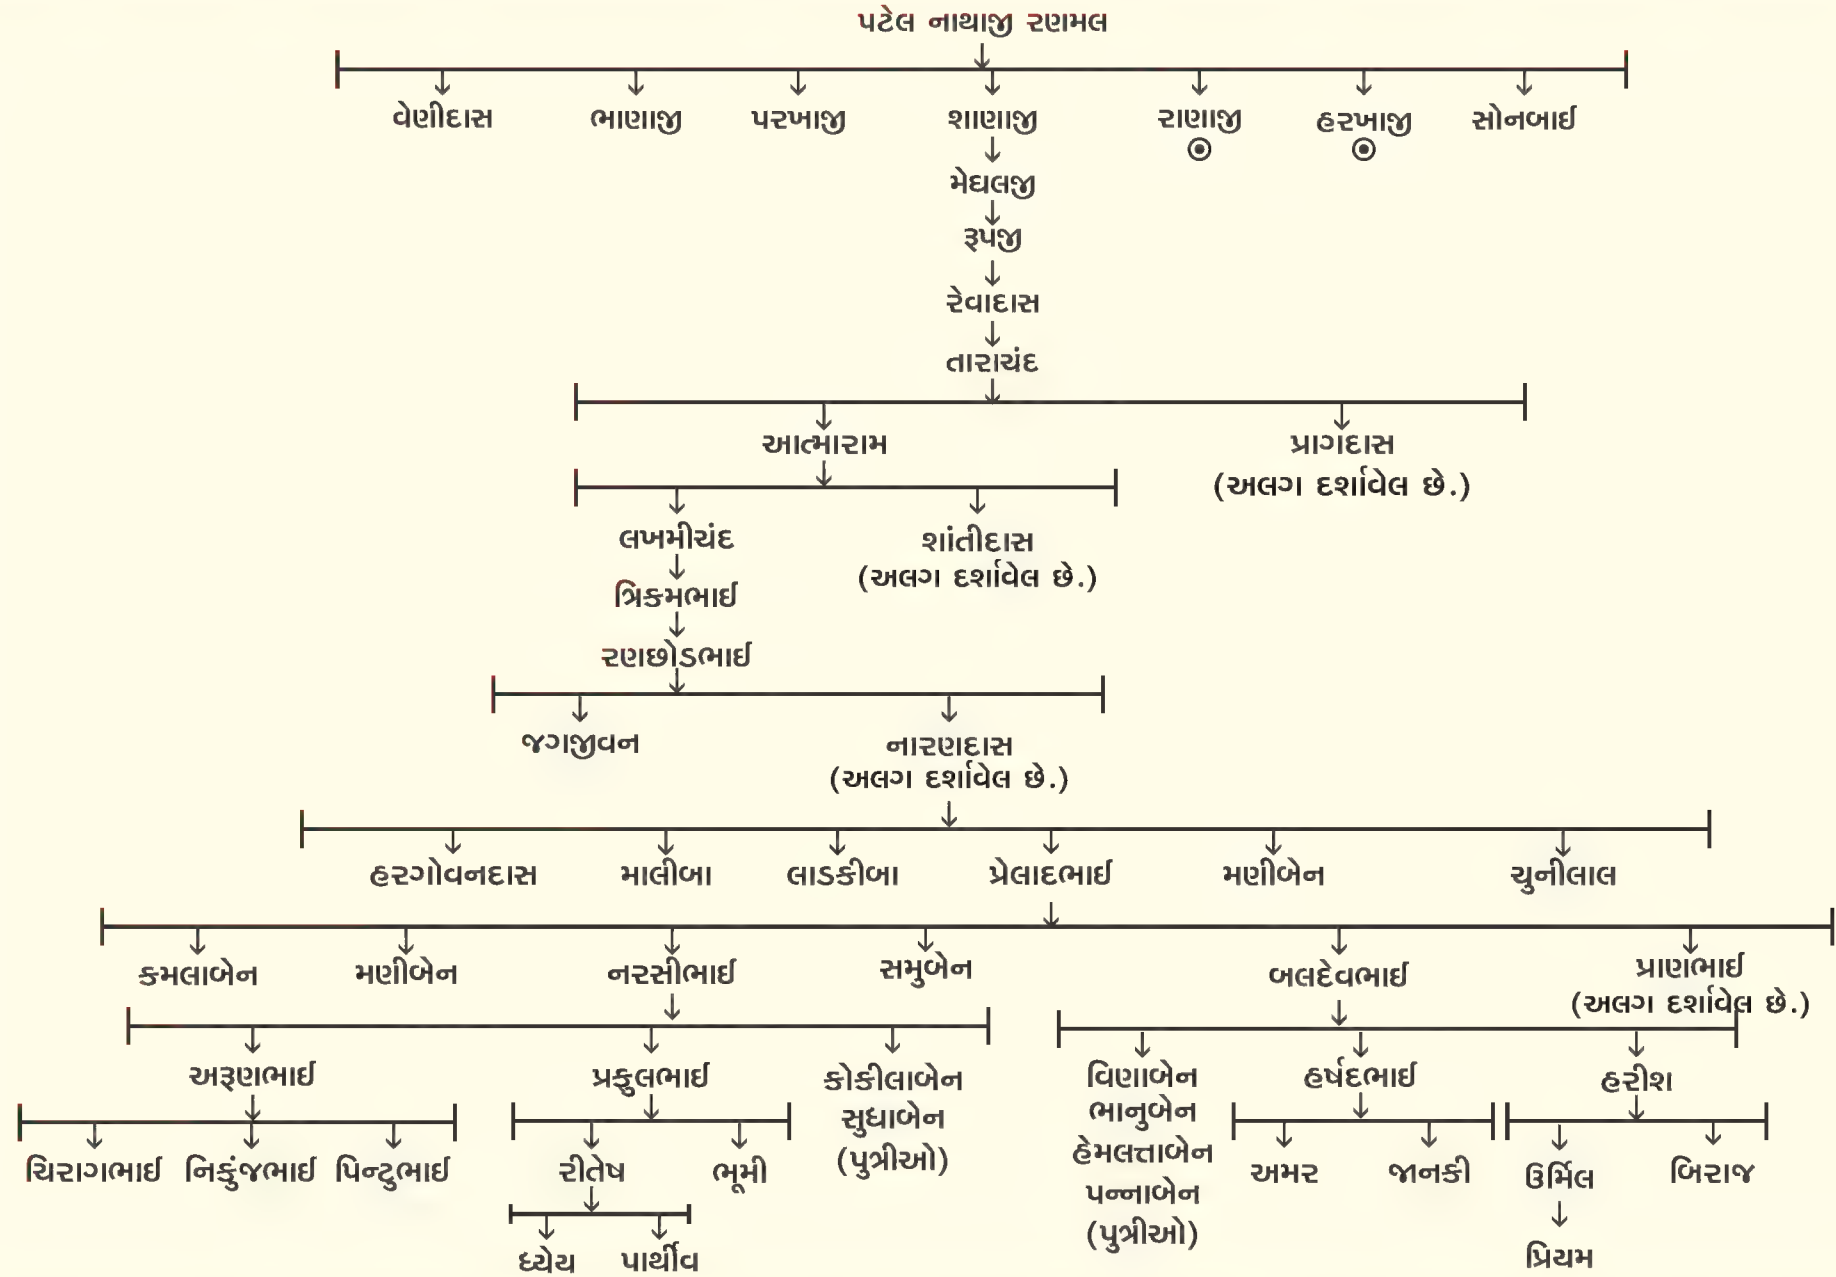 પટેલ નાથાજી રણમલ
વેણીદાસ ભાણાજી પરખાજી શાણાજી રાણાજી હરખાજી સોનબાઈ
મેઘલજી
રૂપજી
રેવાદાસ
તારાચંદ
આત્મારામ પ્રાગદાસ
(અલગ દર્શાવેલ છે.)
લખમીચંદ શાંતીદાસ
(અલગ દર્શાવેલ છે.)
ત્રિકમભાઈ
રણછોડભાઈ
જગજીવન નારણદાસ
(અલગ દર્શાવેલ છે.)
હરગોવનદાસ માલીબા લાડકીબા પ્રેલાદભાઈ મણીબેન ચુનીલાલ
કમલાબેન મણીબેન નરસીભાઈ સમુબેન બલદેવભાઈ પ્રાણભાઈ
(અલગ દર્શાવેલ છે.)
અરૂણભાઈ પ્રફુલભાઈ કોકીલાબેન વિણાબેન હર્ષદભાઈ હરીશ
સુધાબેન ભાનુબેન
(પુત્રીઓ) હેમલત્તાબેન
ચિરાગભાઈ નિકુંજભાઈ પિન્ટુભાઈ રીતેષ ભૂમી પન્નાબેન અમર જાનકી ઉર્મિલ બિરાજ
(પુત્રીઓ)
ધ્યેય પાર્થીવ પ્રિયમ